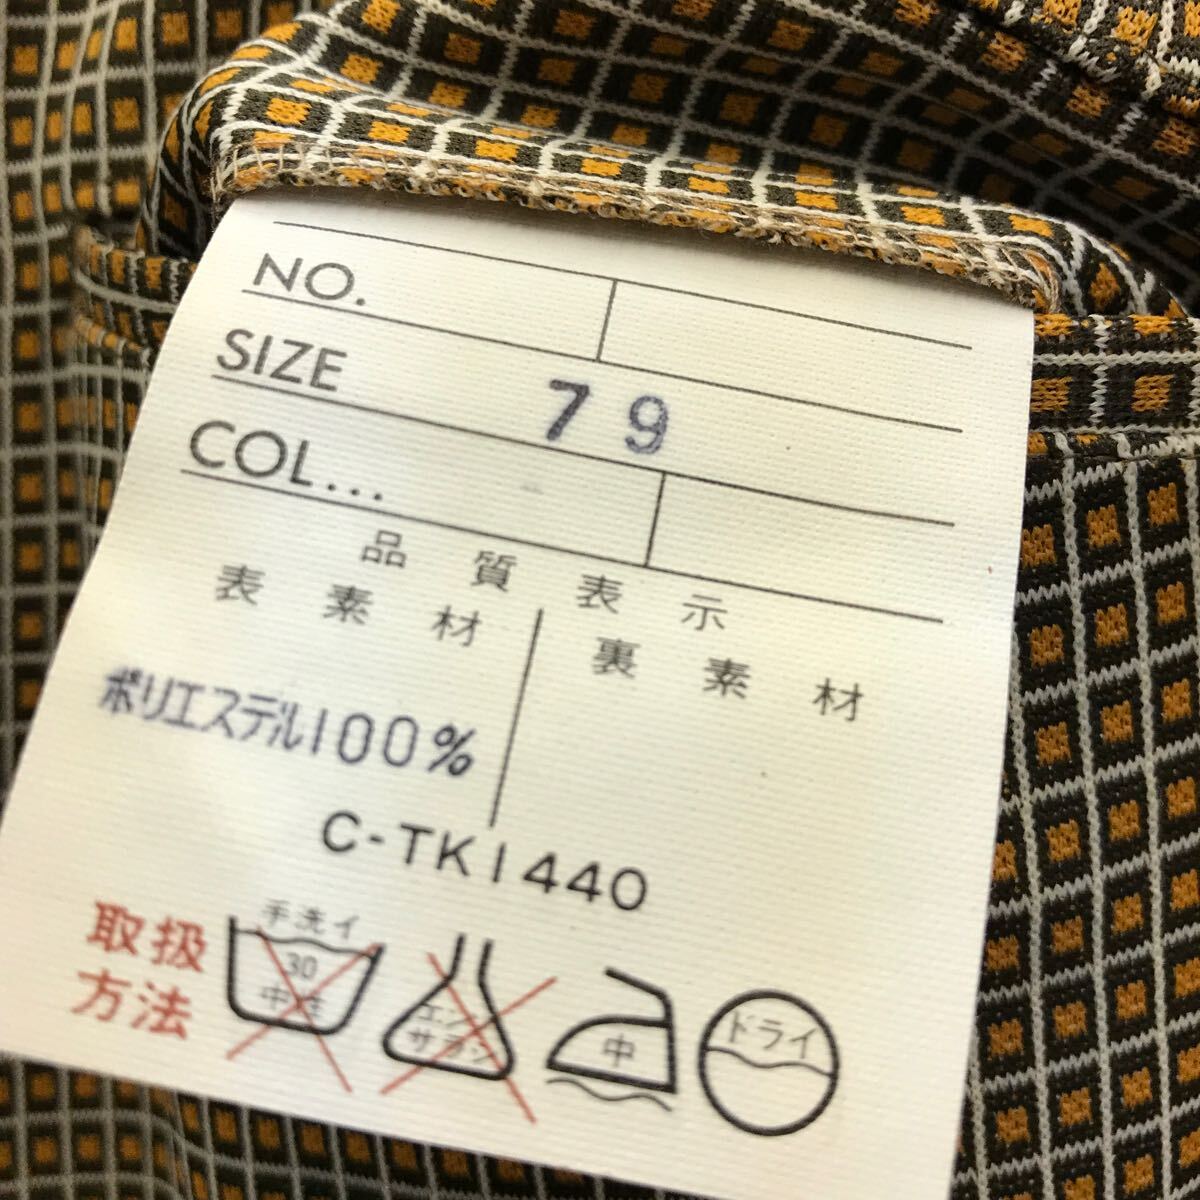 NO.
SIZE 79
COL...
品質表示
表素材 裏素材
ポリエステル100%
C-TK1440
取扱
方法
手洗イ
30
中性
エンソ
サラシ
中
ドライ